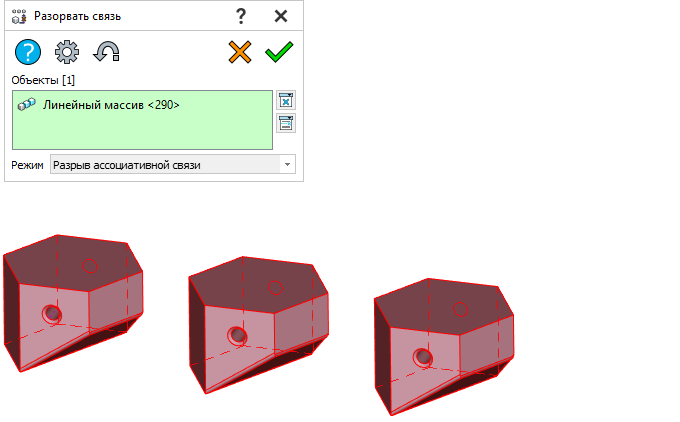 Разорвать связь
Объекты [1]
Линейный массив <290>
Режим Разрыв ассоциативной связи